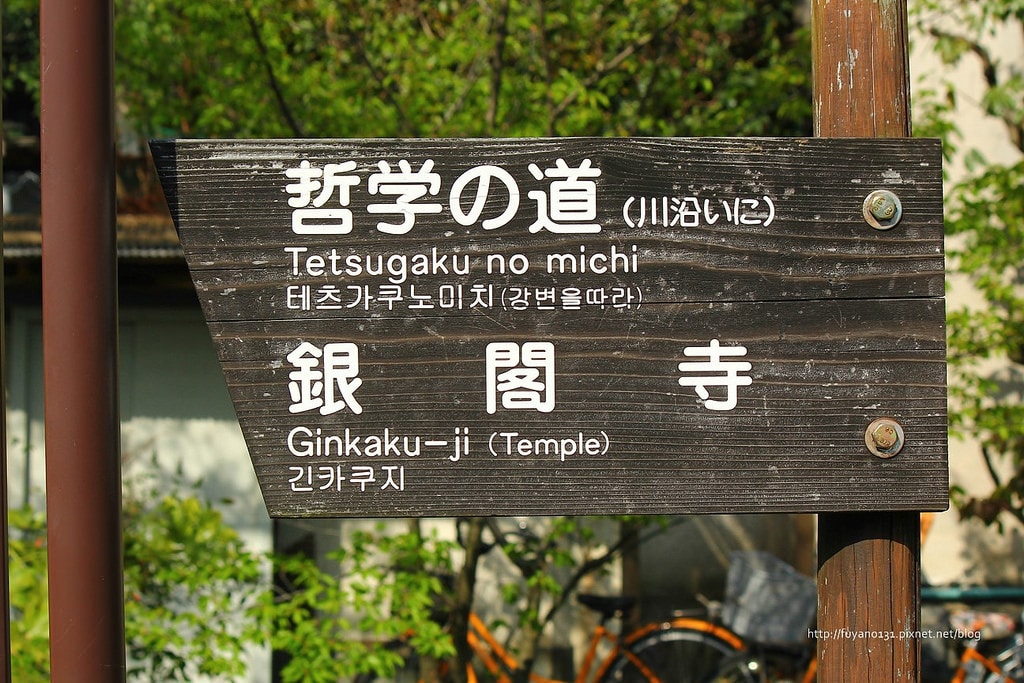 哲学の道 (川沿いに)
Tetsugaku no michi
테츠가쿠노미치 (강변을따라)
銀閣寺
Ginkaku-ji (Temple)
긴카쿠지
http://fuyano131.pixnet.net/blog